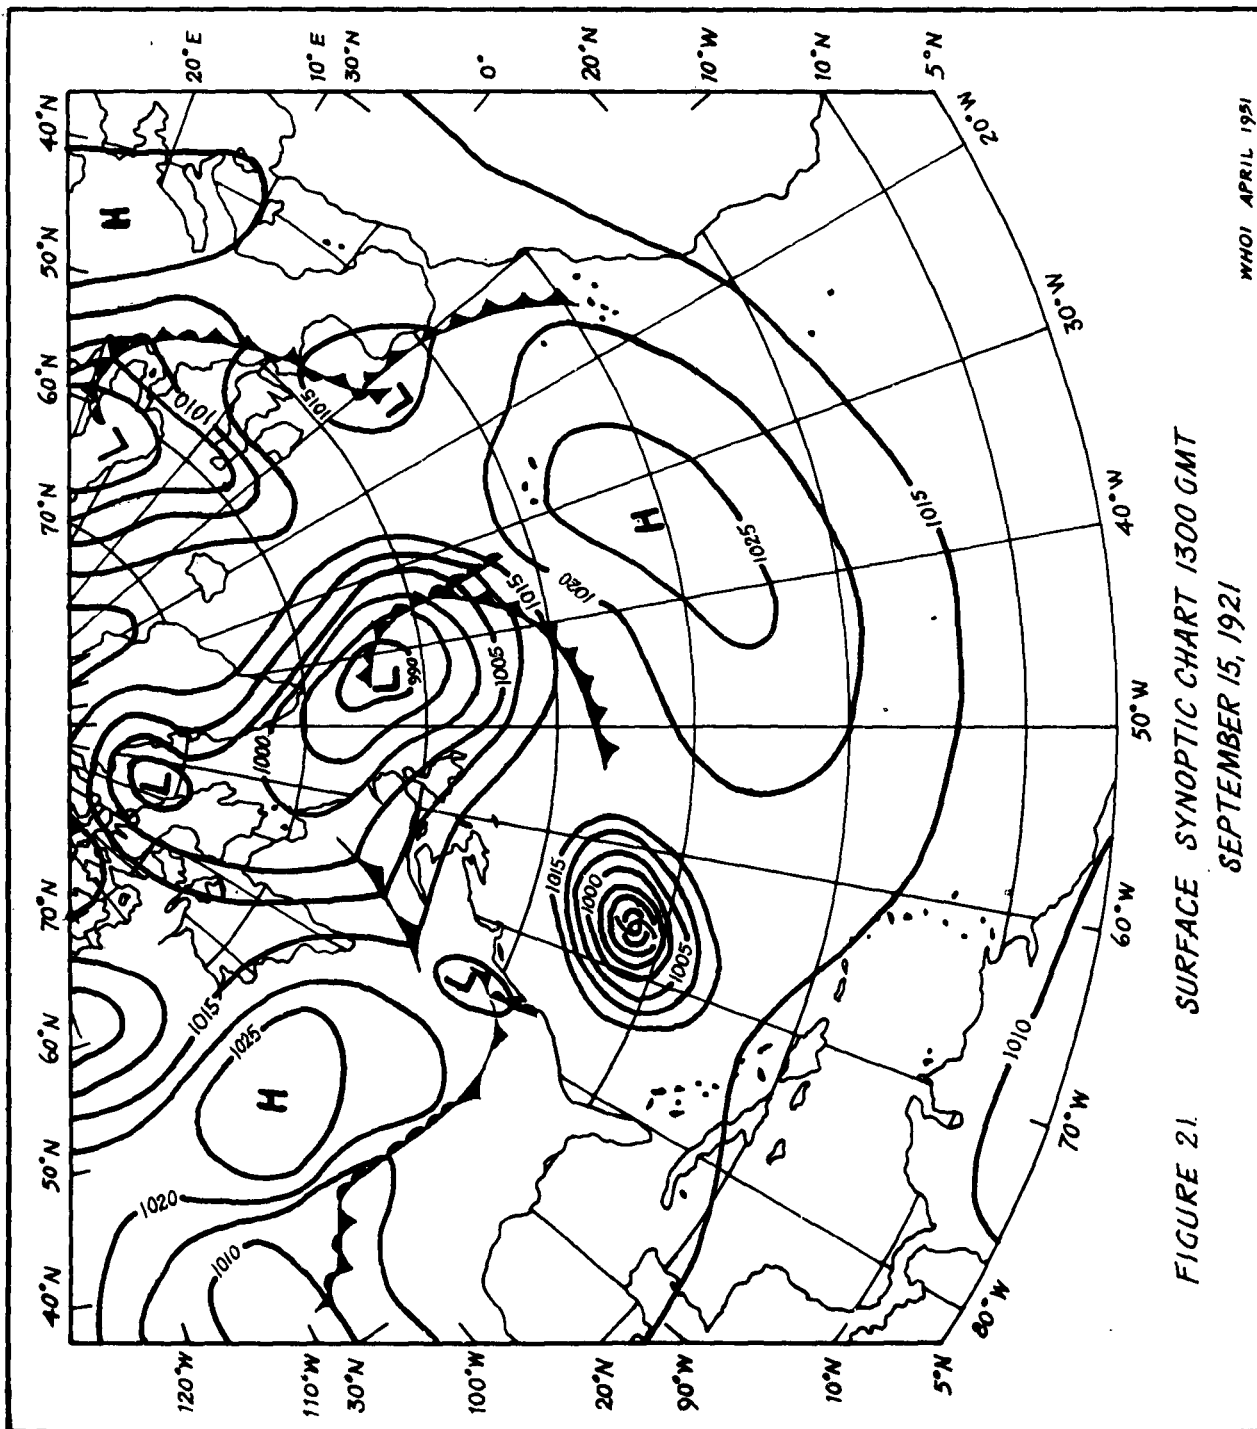 40°N
50°N
60°N
70°N
70°N
60°N
50°N
40°N
20°E
10°E
30°N
0°
20°N
10°W
10°N
5°N
20°W
30°W
40°W
50°W
60°W
70°W
80°W
120°W
110°W
30°N
100°W
20°N
90°W
10°N
5°N
H
L
1010
1015
L
H
1025
1020
1015
1015
L
990
1005
1000
L
1015
1000
1005
L
1015
1025
H
1020
1010
1010
FIGURE 21. SURFACE SYNOPTIC CHART 1300 GMT
SEPTEMBER 15, 1921
WHOI APRIL 1951